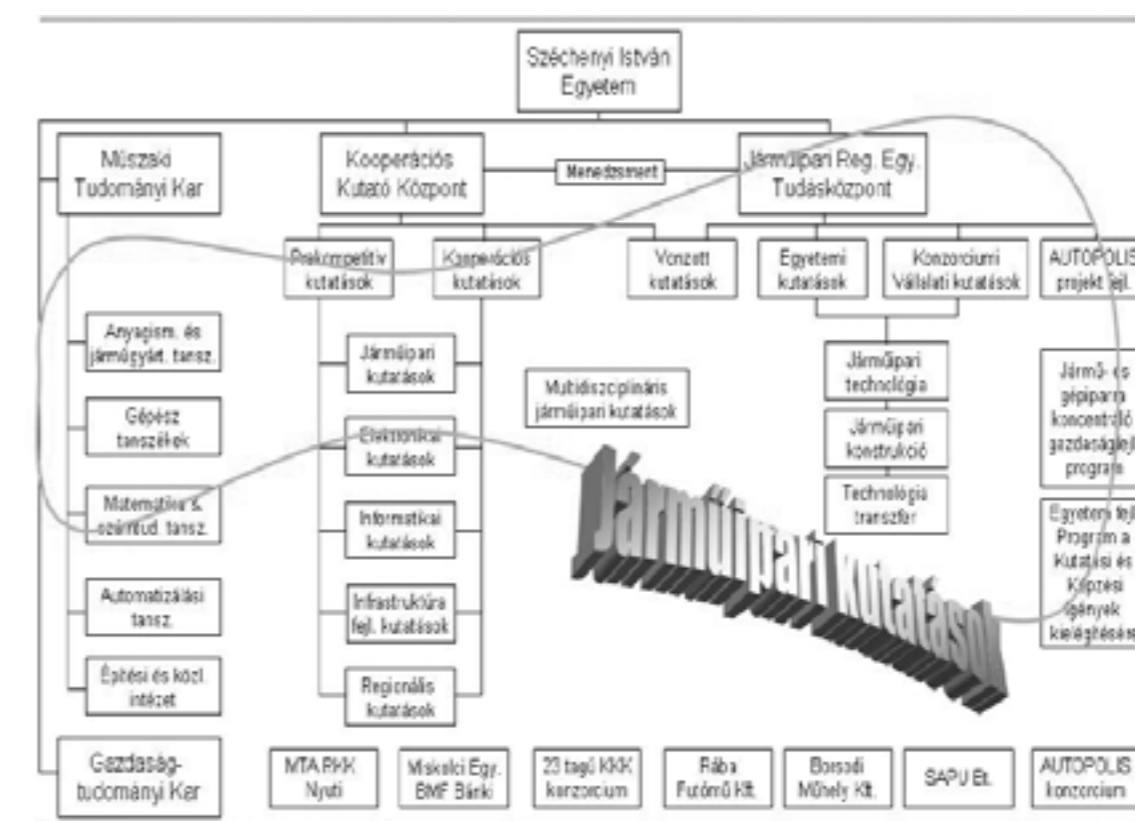 Széchenyi István
Egyetem
Műszaki
Tudományi Kar
Kooperációs
Kutató Központ
Menedzsment
Járműipari Reg. Egy.
Tudásközpont
Prekompetitív
kutatások
Kooperációs
kutatások
Vonzott
kutatások
Egyetemi
kutatások
Konzorciumi
Vállalati kutatások
AUTOPOLIS
projekt fejl.
Anyagism. és
járműgyárt. tansz.
Gépész
tanszékek
Matematika s.
számtud. tansz.
Automatizálási
tansz.
Építési és közl.
intézet
Gazdaság-
tudományi Kar
Járműipari
kutatások
Elektronikai
kutatások
Informatikai
kutatások
Infrastruktúra
fejl. kutatások
Regionális
kutatások
Multidiszciplináris
járműipari kutatások
Járműipari
technológia
Járműipari
konstrukció
Technológia
transzfer
Jármű- és
gépiparra
koncentráló
gazdaságfejl.
program
Egyetem fejl.
Program a
Kutatási és
Képzési
igények
kielégítésére
Járműipari kutatások
MTA RKK
Nyuti
Miskolci Egy.
BMF Bánki
23 tagú KKK
konzorcium
Rába
Futómű Kft.
Borsodi
Műhely Kft.
SAPU Bt.
AUTOPOLIS
konzorcium